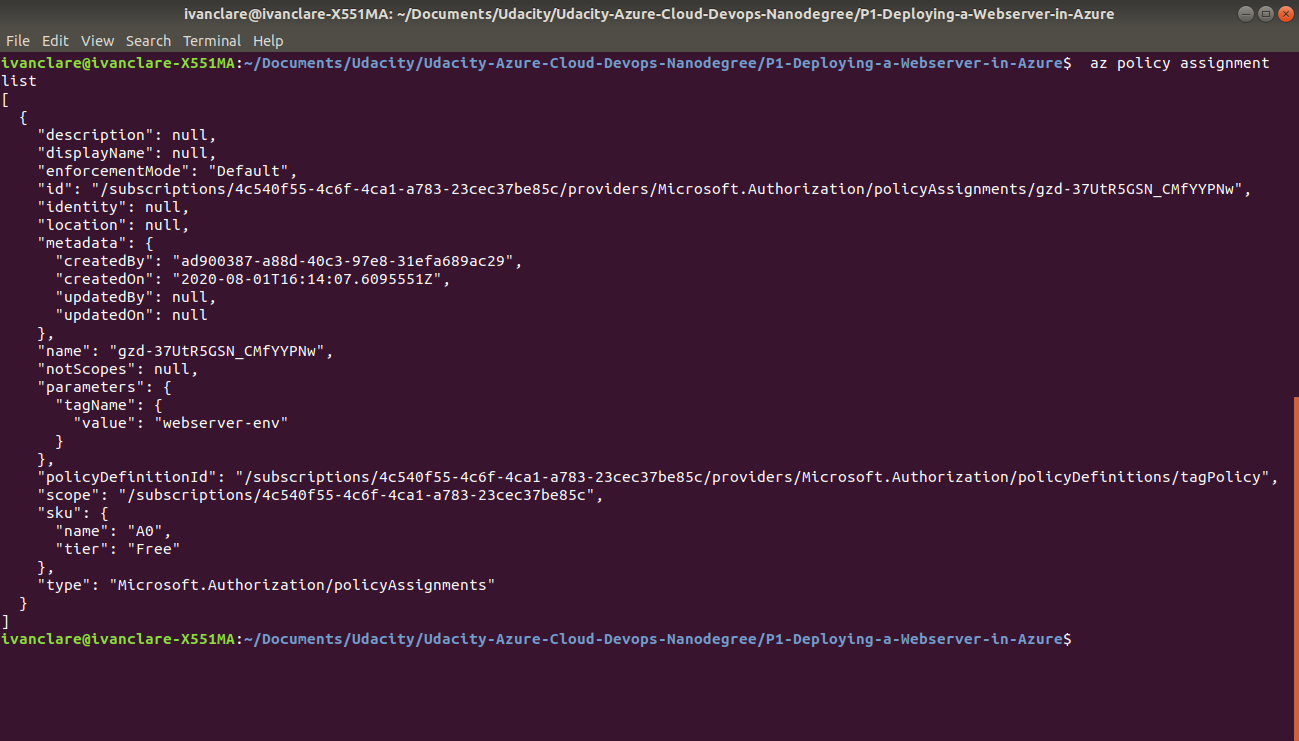 ivanclare@ivanclare-X551MA: ~/Documents/Udacity/Udacity-Azure-Cloud-Devops-Nanodegree/P1-Deploying-a-Webserver-in-Azure
File Edit View Search Terminal Help
ivanclare@ivanclare-X551MA:~/Documents/Udacity/Udacity-Azure-Cloud-Devops-Nanodegree/P1-Deploying-a-Webserver-in-Azure$  az policy assignment
list
[
  {
    "description": null,
    "displayName": null,
    "enforcementMode": "Default",
    "id": "/subscriptions/4c540f55-4c6f-4ca1-a783-23cec37be85c/providers/Microsoft.Authorization/policyAssignments/gzd-37UtR5GSN_CMfYYPNw",
    "identity": null,
    "location": null,
    "metadata": {
      "createdBy": "ad900387-a88d-40c3-97e8-31efa689ac29",
      "createdOn": "2020-08-01T16:14:07.6095551Z",
      "updatedBy": null,
      "updatedOn": null
    },
    "name": "gzd-37UtR5GSN_CMfYYPNw",
    "notScopes": null,
    "parameters": {
      "tagName": {
        "value": "webserver-env"
      }
    },
    "policyDefinitionId": "/subscriptions/4c540f55-4c6f-4ca1-a783-23cec37be85c/providers/Microsoft.Authorization/policyDefinitions/tagPolicy",
    "scope": "/subscriptions/4c540f55-4c6f-4ca1-a783-23cec37be85c",
    "sku": {
      "name": "A0",
      "tier": "Free"
    },
    "type": "Microsoft.Authorization/policyAssignments"
  }
]
ivanclare@ivanclare-X551MA:~/Documents/Udacity/Udacity-Azure-Cloud-Devops-Nanodegree/P1-Deploying-a-Webserver-in-Azure$